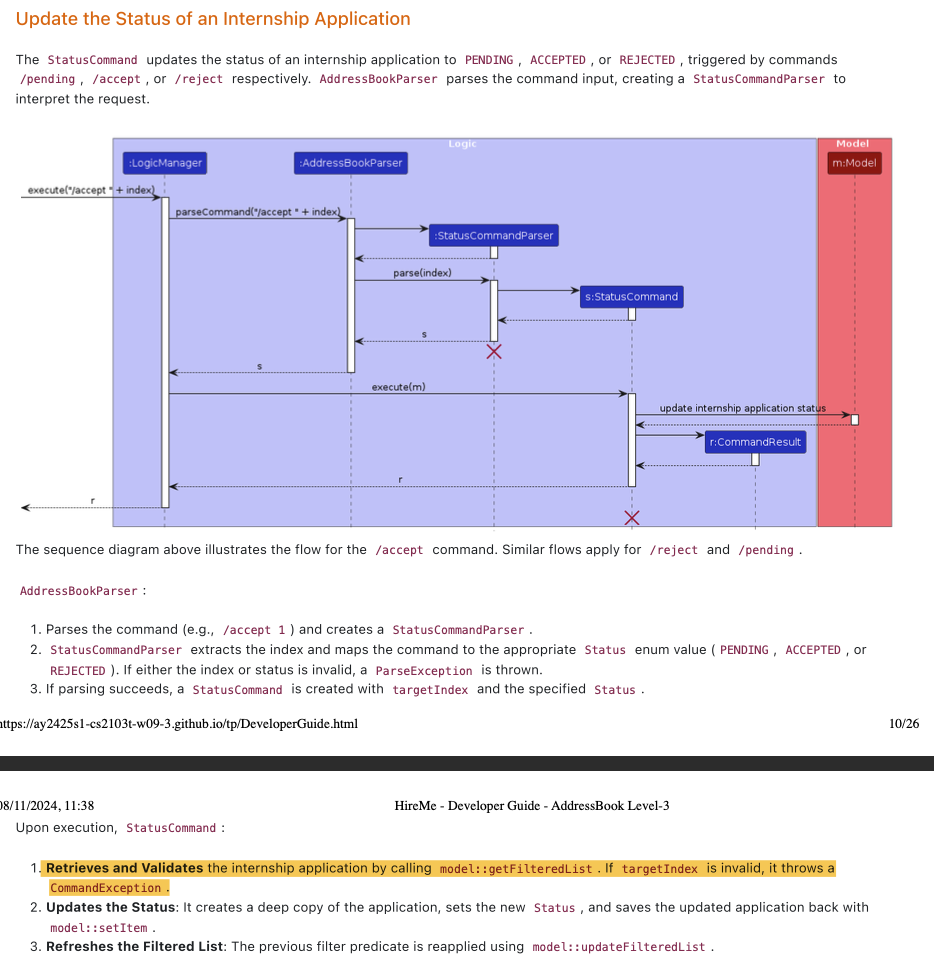 Update the Status of an Internship Application
The StatusCommand updates the status of an internship application to PENDING , ACCEPTED , or REJECTED , triggered by commands
/pending , /accept , or /reject respectively. AddressBookParser parses the command input, creating a StatusCommandParser to
interpret the request.
Logic
Model
:LogicManager
:AddressBookParser
m:Model
execute("/accept " + index)
parseCommand("/accept " + index)
:StatusCommandParser
parse(index)
s:StatusCommand
s
s
execute(m)
update internship application status
r:CommandResult
r
r
The sequence diagram above illustrates the flow for the /accept command. Similar flows apply for /reject and /pending .
AddressBookParser :
1. Parses the command (e.g., /accept 1 ) and creates a StatusCommandParser .
2. StatusCommandParser extracts the index and maps the command to the appropriate Status enum value ( PENDING , ACCEPTED , or
REJECTED ). If either the index or status is invalid, a ParseException is thrown.
3. If parsing succeeds, a StatusCommand is created with targetIndex and the specified Status .
https://ay2425s1-cs2103t-w09-3.github.io/tp/DeveloperGuide.html 10/26
08/11/2024, 11:38 HireMe - Developer Guide - AddressBook Level-3
Upon execution, StatusCommand :
1. Retrieves and Validates the internship application by calling model::getFilteredList . If targetIndex is invalid, it throws a
CommandException .
2. Updates the Status: It creates a deep copy of the application, sets the new Status , and saves the updated application back with
model::setItem .
3. Refreshes the Filtered List: The previous filter predicate is reapplied using model::updateFilteredList .